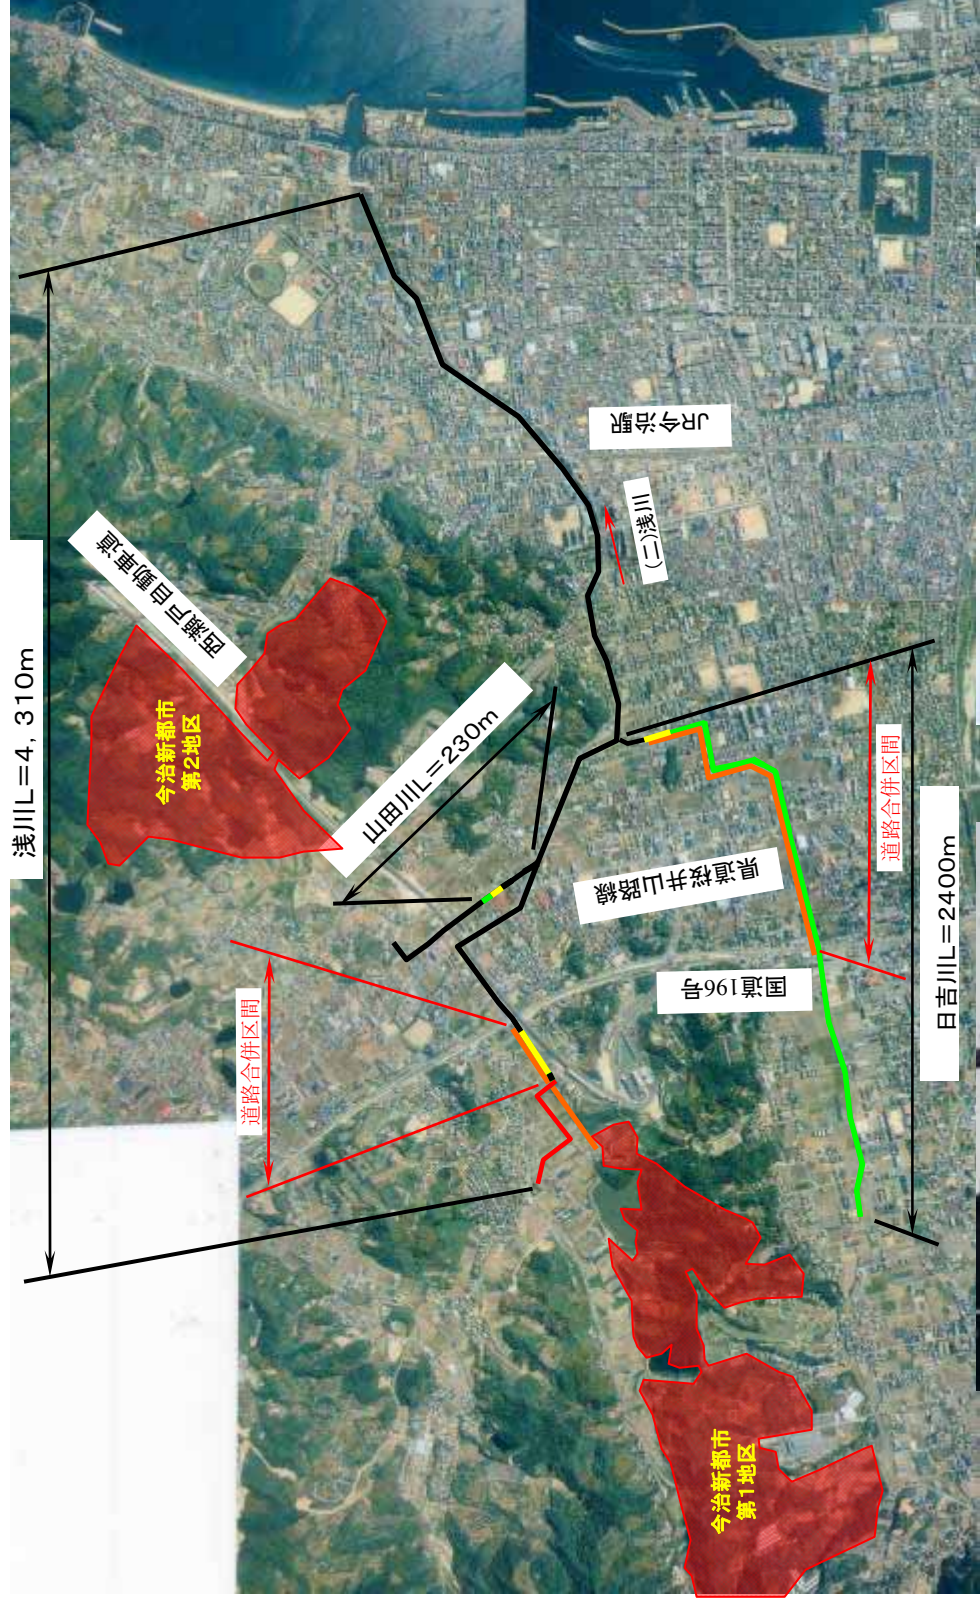 浅川L=4,310m
西瀬戸自動車道
今治新都市
第2地区
山田川L=230m
JR今治駅
(二)浅川
道路合併区間
県道桜井山路線
国道196号
道路合併区間
日吉川L=2400m
今治新都市
第1地区